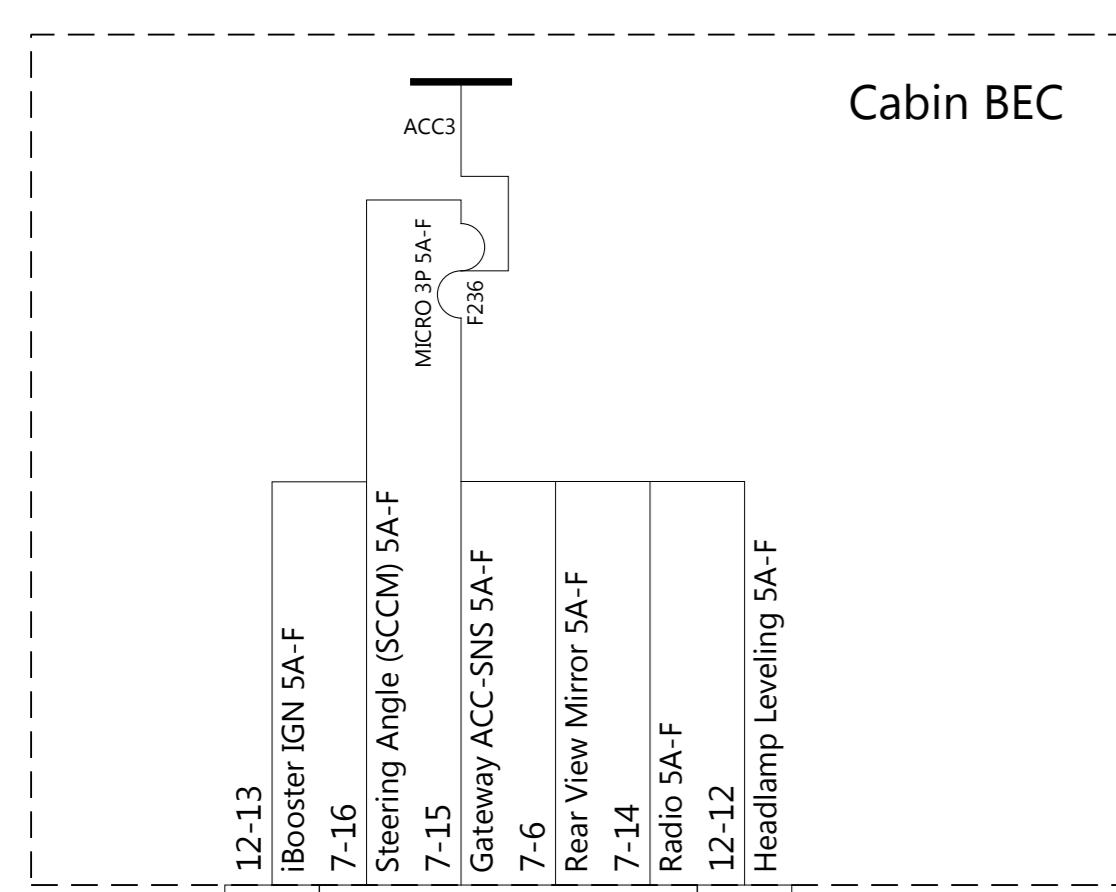 Cabin BEC
ACC3
MICRO 3P 5A-F
F236
12-13
iBooster IGN 5A-F
7-16
Steering Angle (SCCM) 5A-F
7-15
Gateway ACC-SNS 5A-F
7-6
Rear View Mirror 5A-F
7-14
Radio 5A-F
12-12
Headlamp Leveling 5A-F